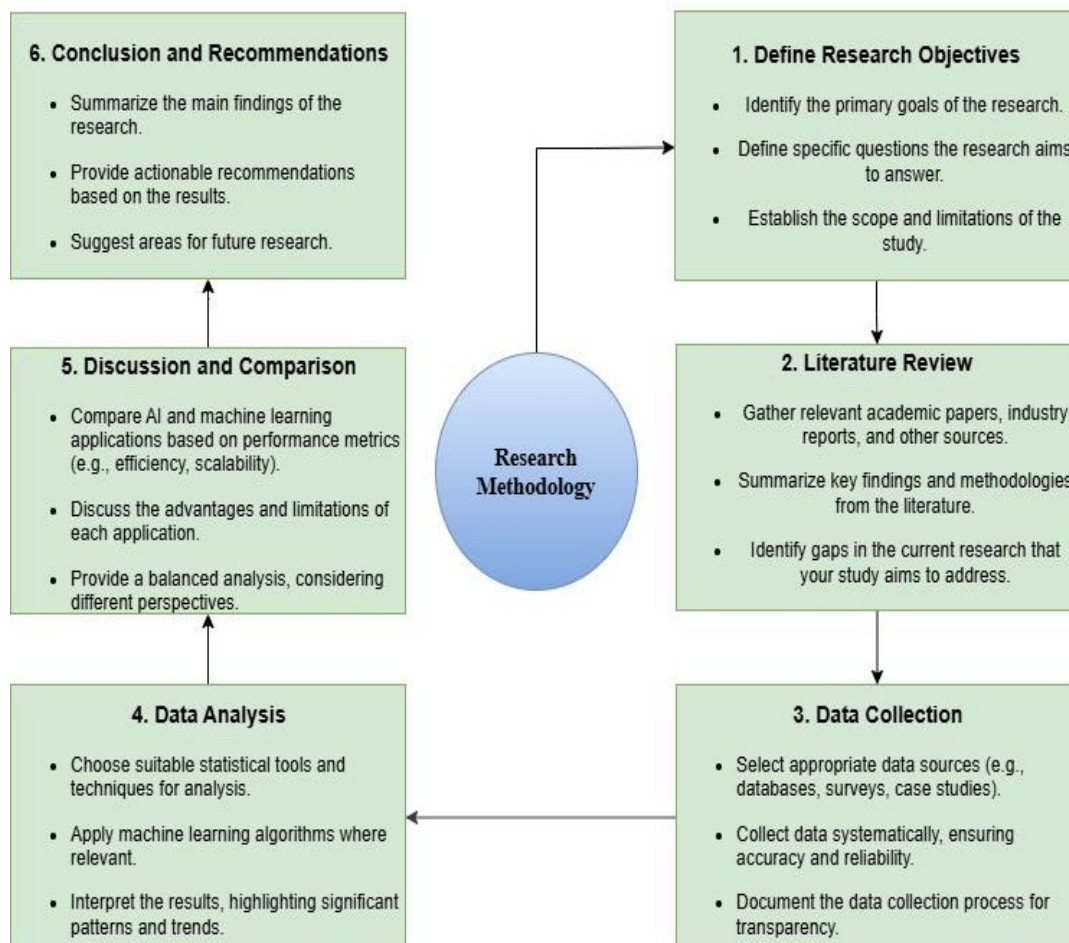 6. Conclusion and Recommendations
• Summarize the main findings of the
research.
• Provide actionable recommendations
based on the results.
• Suggest areas for future research.
1. Define Research Objectives
• Identify the primary goals of the research.
• Define specific questions the research aims
to answer.
• Establish the scope and limitations of the
study.
5. Discussion and Comparison
• Compare AI and machine learning
applications based on performance metrics
(e.g., efficiency, scalability).
• Discuss the advantages and limitations of
each application.
• Provide a balanced analysis, considering
different perspectives.
Research
Methodology
2. Literature Review
• Gather relevant academic papers, industry
reports, and other sources.
• Summarize key findings and methodologies
from the literature.
• Identify gaps in the current research that
your study aims to address.
4. Data Analysis
• Choose suitable statistical tools and
techniques for analysis.
• Apply machine learning algorithms where
relevant.
• Interpret the results, highlighting significant
patterns and trends.
3. Data Collection
• Select appropriate data sources (e.g.,
databases, surveys, case studies).
• Collect data systematically, ensuring
accuracy and reliability.
• Document the data collection process for
transparency.